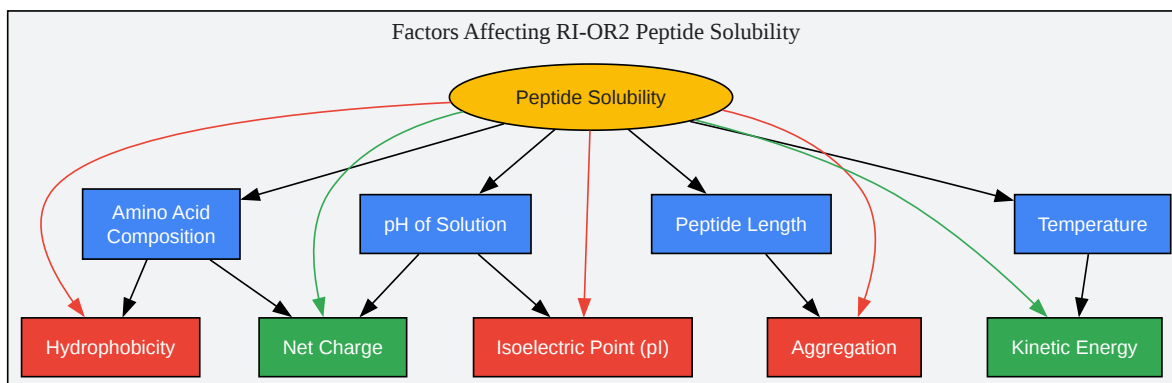 Factors Affecting RI-OR2 Peptide Solubility
Peptide Solubility
Amino Acid
Composition
pH of Solution
Peptide Length
Temperature
Hydrophobicity
Net Charge
Isoelectric Point (pI)
Aggregation
Kinetic Energy